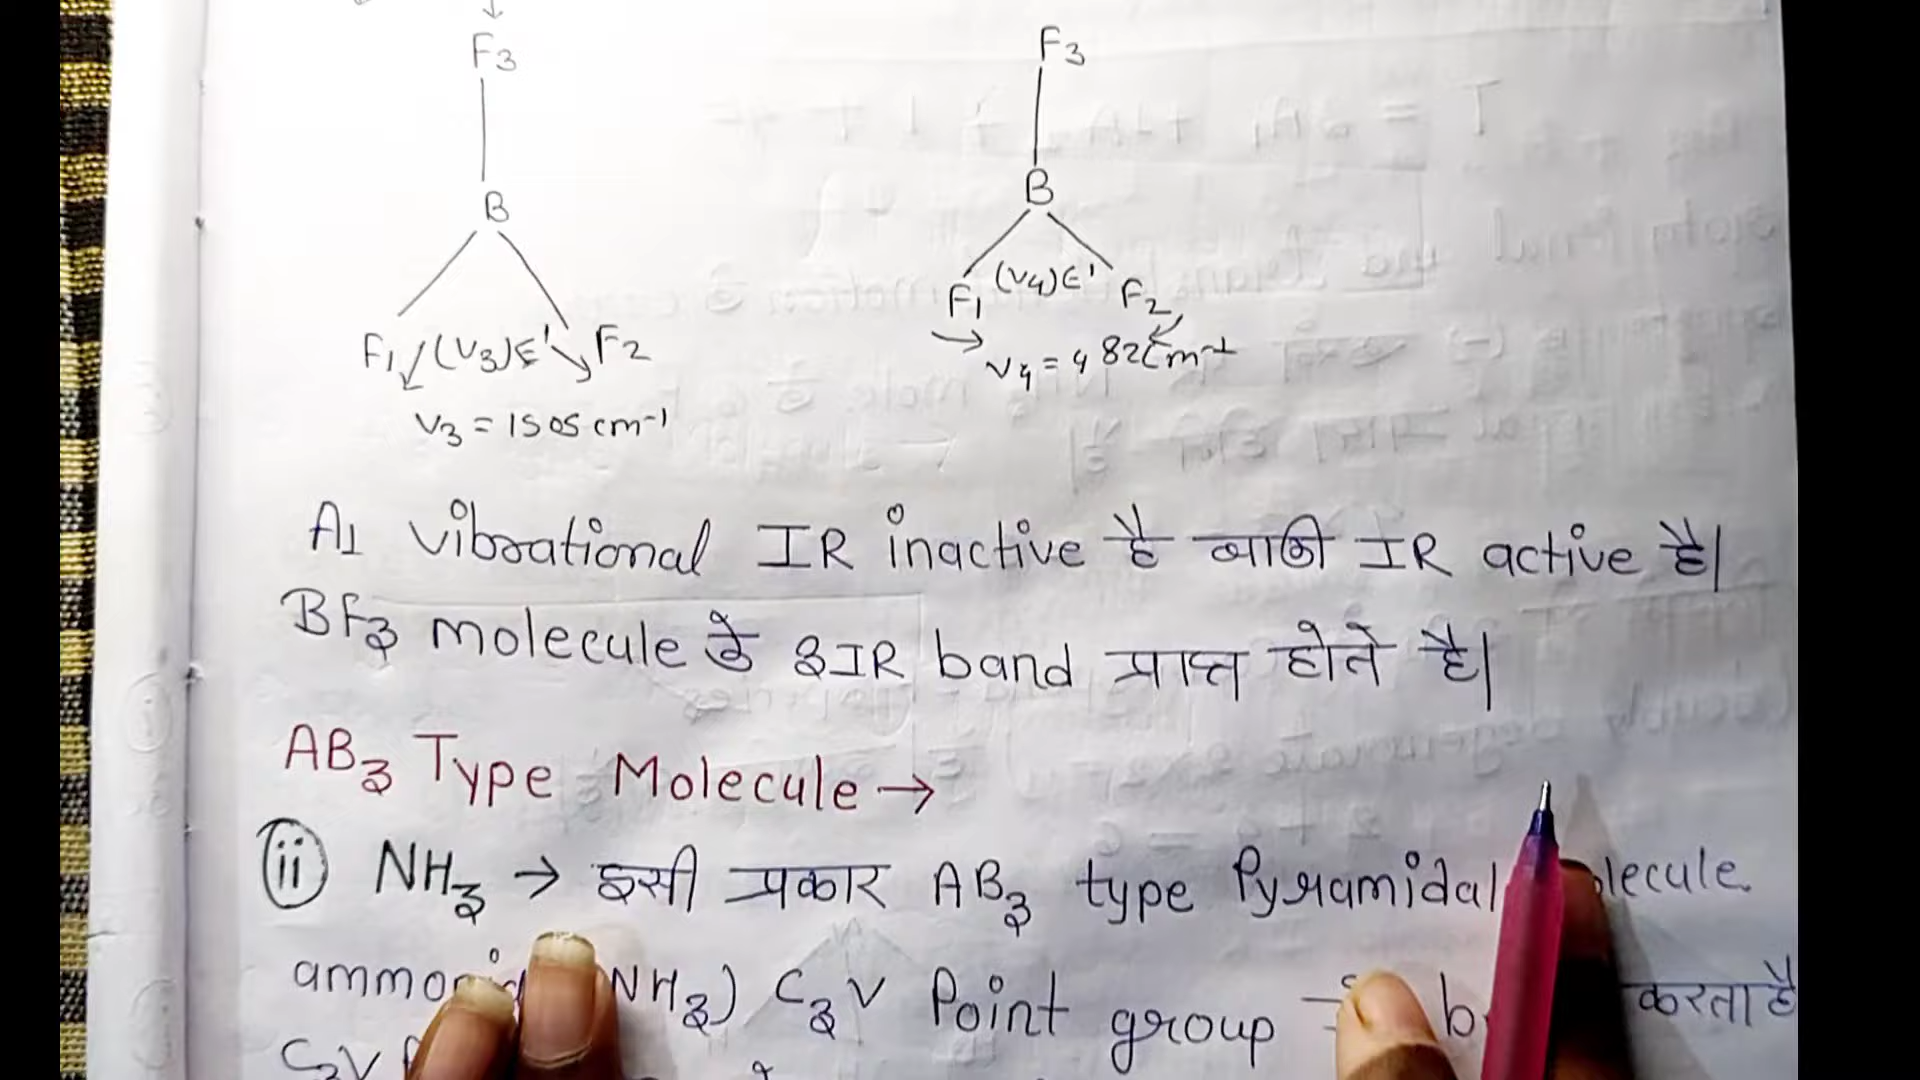 F3 F3
B B
F1 (ν3)E' F2 F1 (ν4)E' F2
ν3 = 1505 cm-1 ν4 = 482 cm-1
A1 vibrational IR inactive है बाकी IR active है।
BF3 molecule के 3 IR band प्राप्त होते है।
AB3 Type Molecule →
(ii) NH3 → इसी प्रकार AB3 type Pyramidal
NH3) C3v Point group करता है
C3v